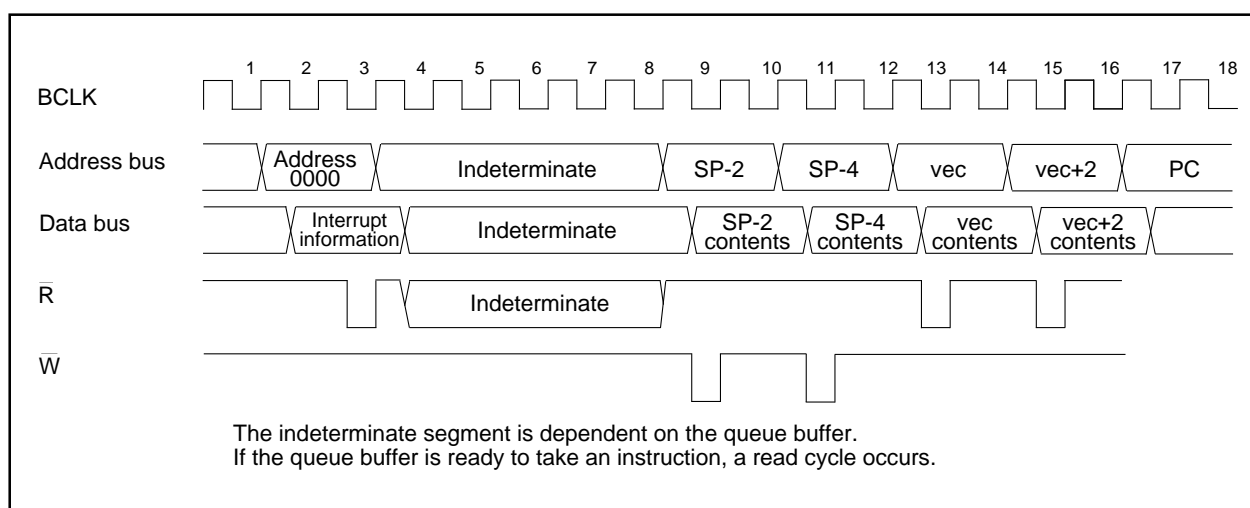 1 2 3 4 5 6 7 8 9 10 11 12 13 14 15 16 17 18
BCLK
Address bus
Address
0000
Indeterminate
SP-2
SP-4
vec
vec+2
PC
Data bus
Interrupt
information
Indeterminate
SP-2
contents
SP-4
contents
vec
contents
vec+2
contents
R̅
Indeterminate
W̅
The indeterminate segment is dependent on the queue buffer.
If the queue buffer is ready to take an instruction, a read cycle occurs.